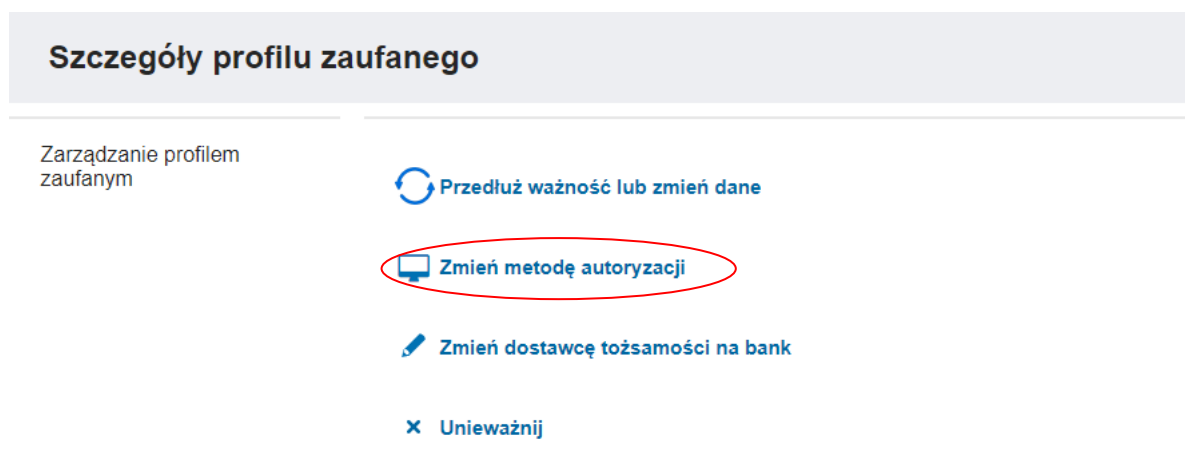 Szczegóły profilu zaufanego
Zarządzanie profilem
zaufanym
Przedłuż ważność lub zmień dane
Zmień metodę autoryzacji
Zmień dostawcę tożsamości na bank
Unieważnij